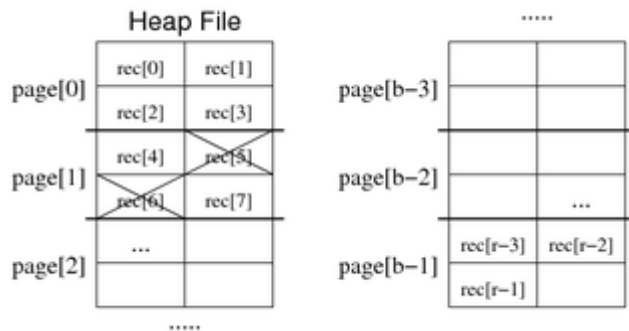 Heap File
page[0]
rec[0] rec[1]
rec[2] rec[3]
page[1]
rec[4] rec[5]
rec[6] rec[7]
page[2]
...
.....
.....
page[b-3]
page[b-2]
...
page[b-1]
rec[r-3] rec[r-2]
rec[r-1]